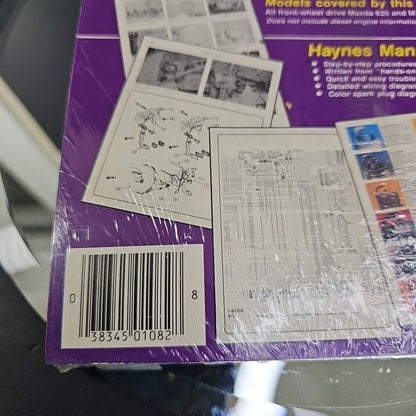 Models covered by this
All front-wheel drive Mazda 626 and M
Does not include diesel engine information
Haynes Man
Step-by-step procedures
Written from "hands-on
Quick and easy trouble
Detailed wiring diagram
Color spark plug diag
0 38345 01082 8